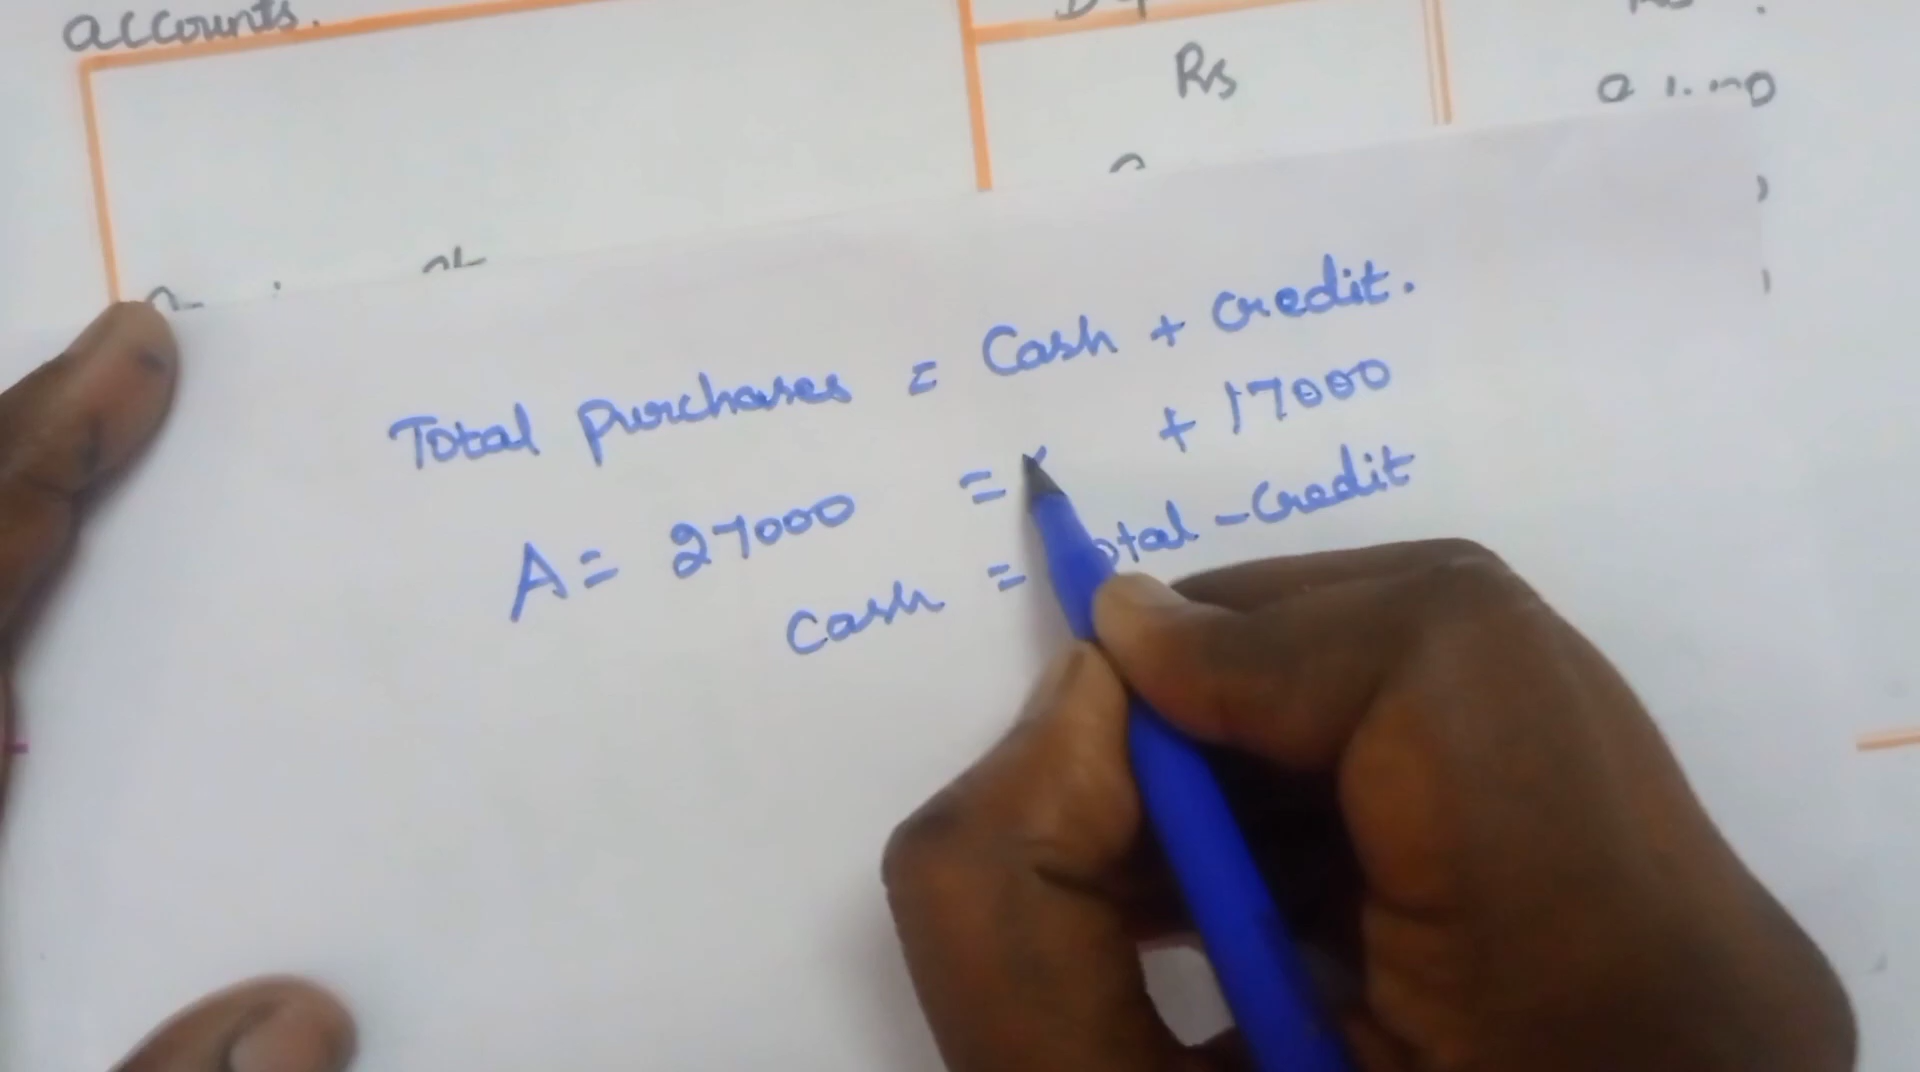 accounts.
Rs
Total purchases = Cash + Credit.
A = 27000 = + 17000
Cash = Total - Credit